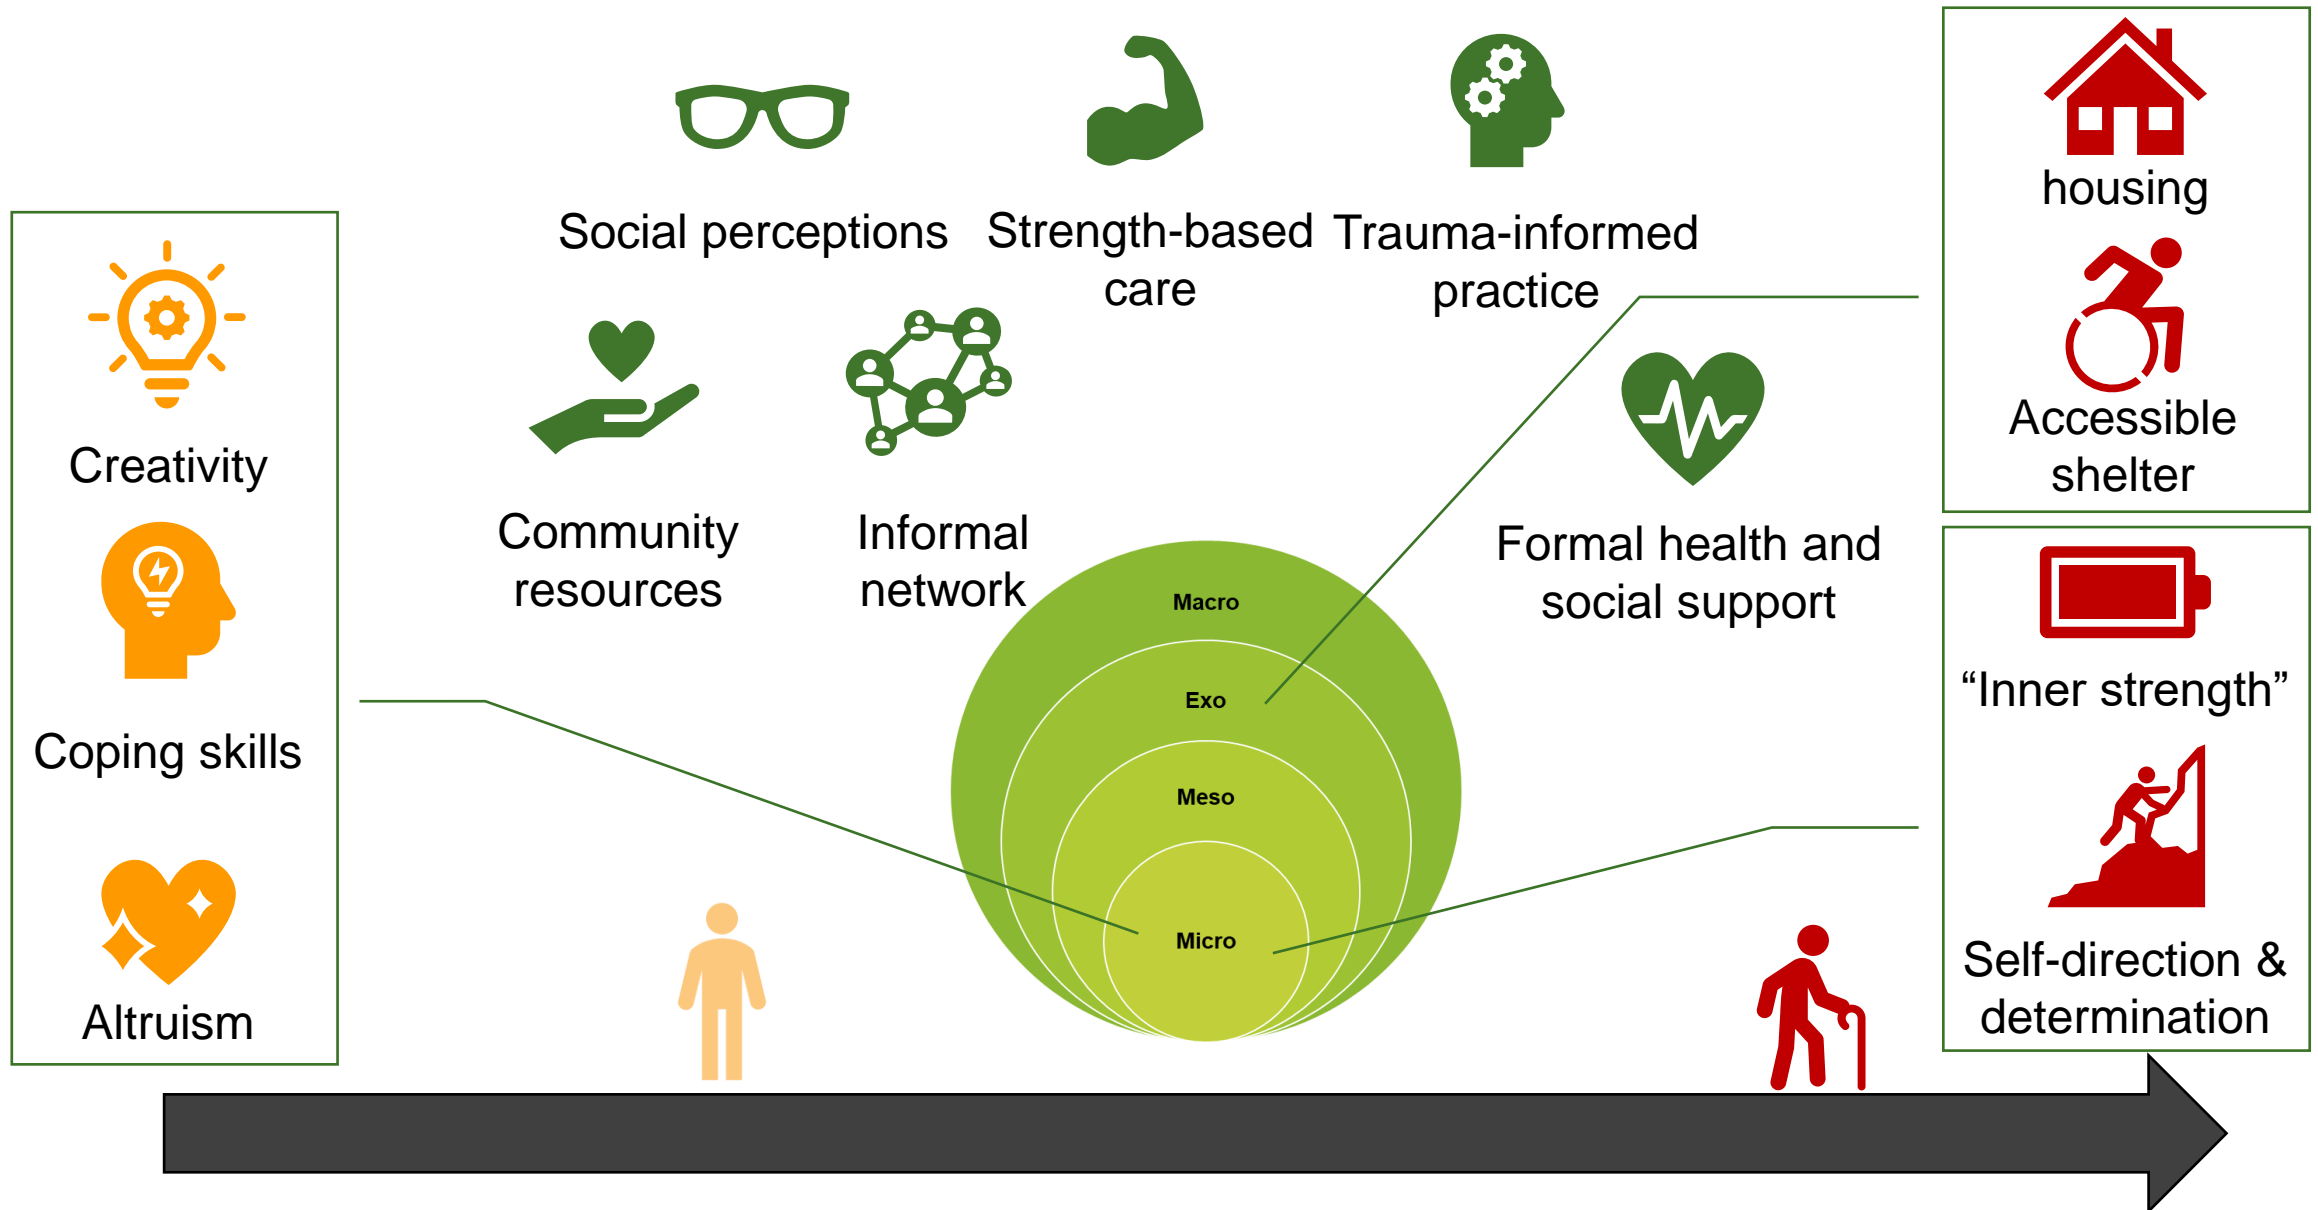 Creativity
Coping skills
Altruism
Social perceptions
Strength-based
care
Trauma-informed
practice
Community
resources
Informal
network
Formal health and
social support
Macro
Exo
Meso
Micro
housing
Accessible
shelter
“Inner strength”
Self-direction &
determination